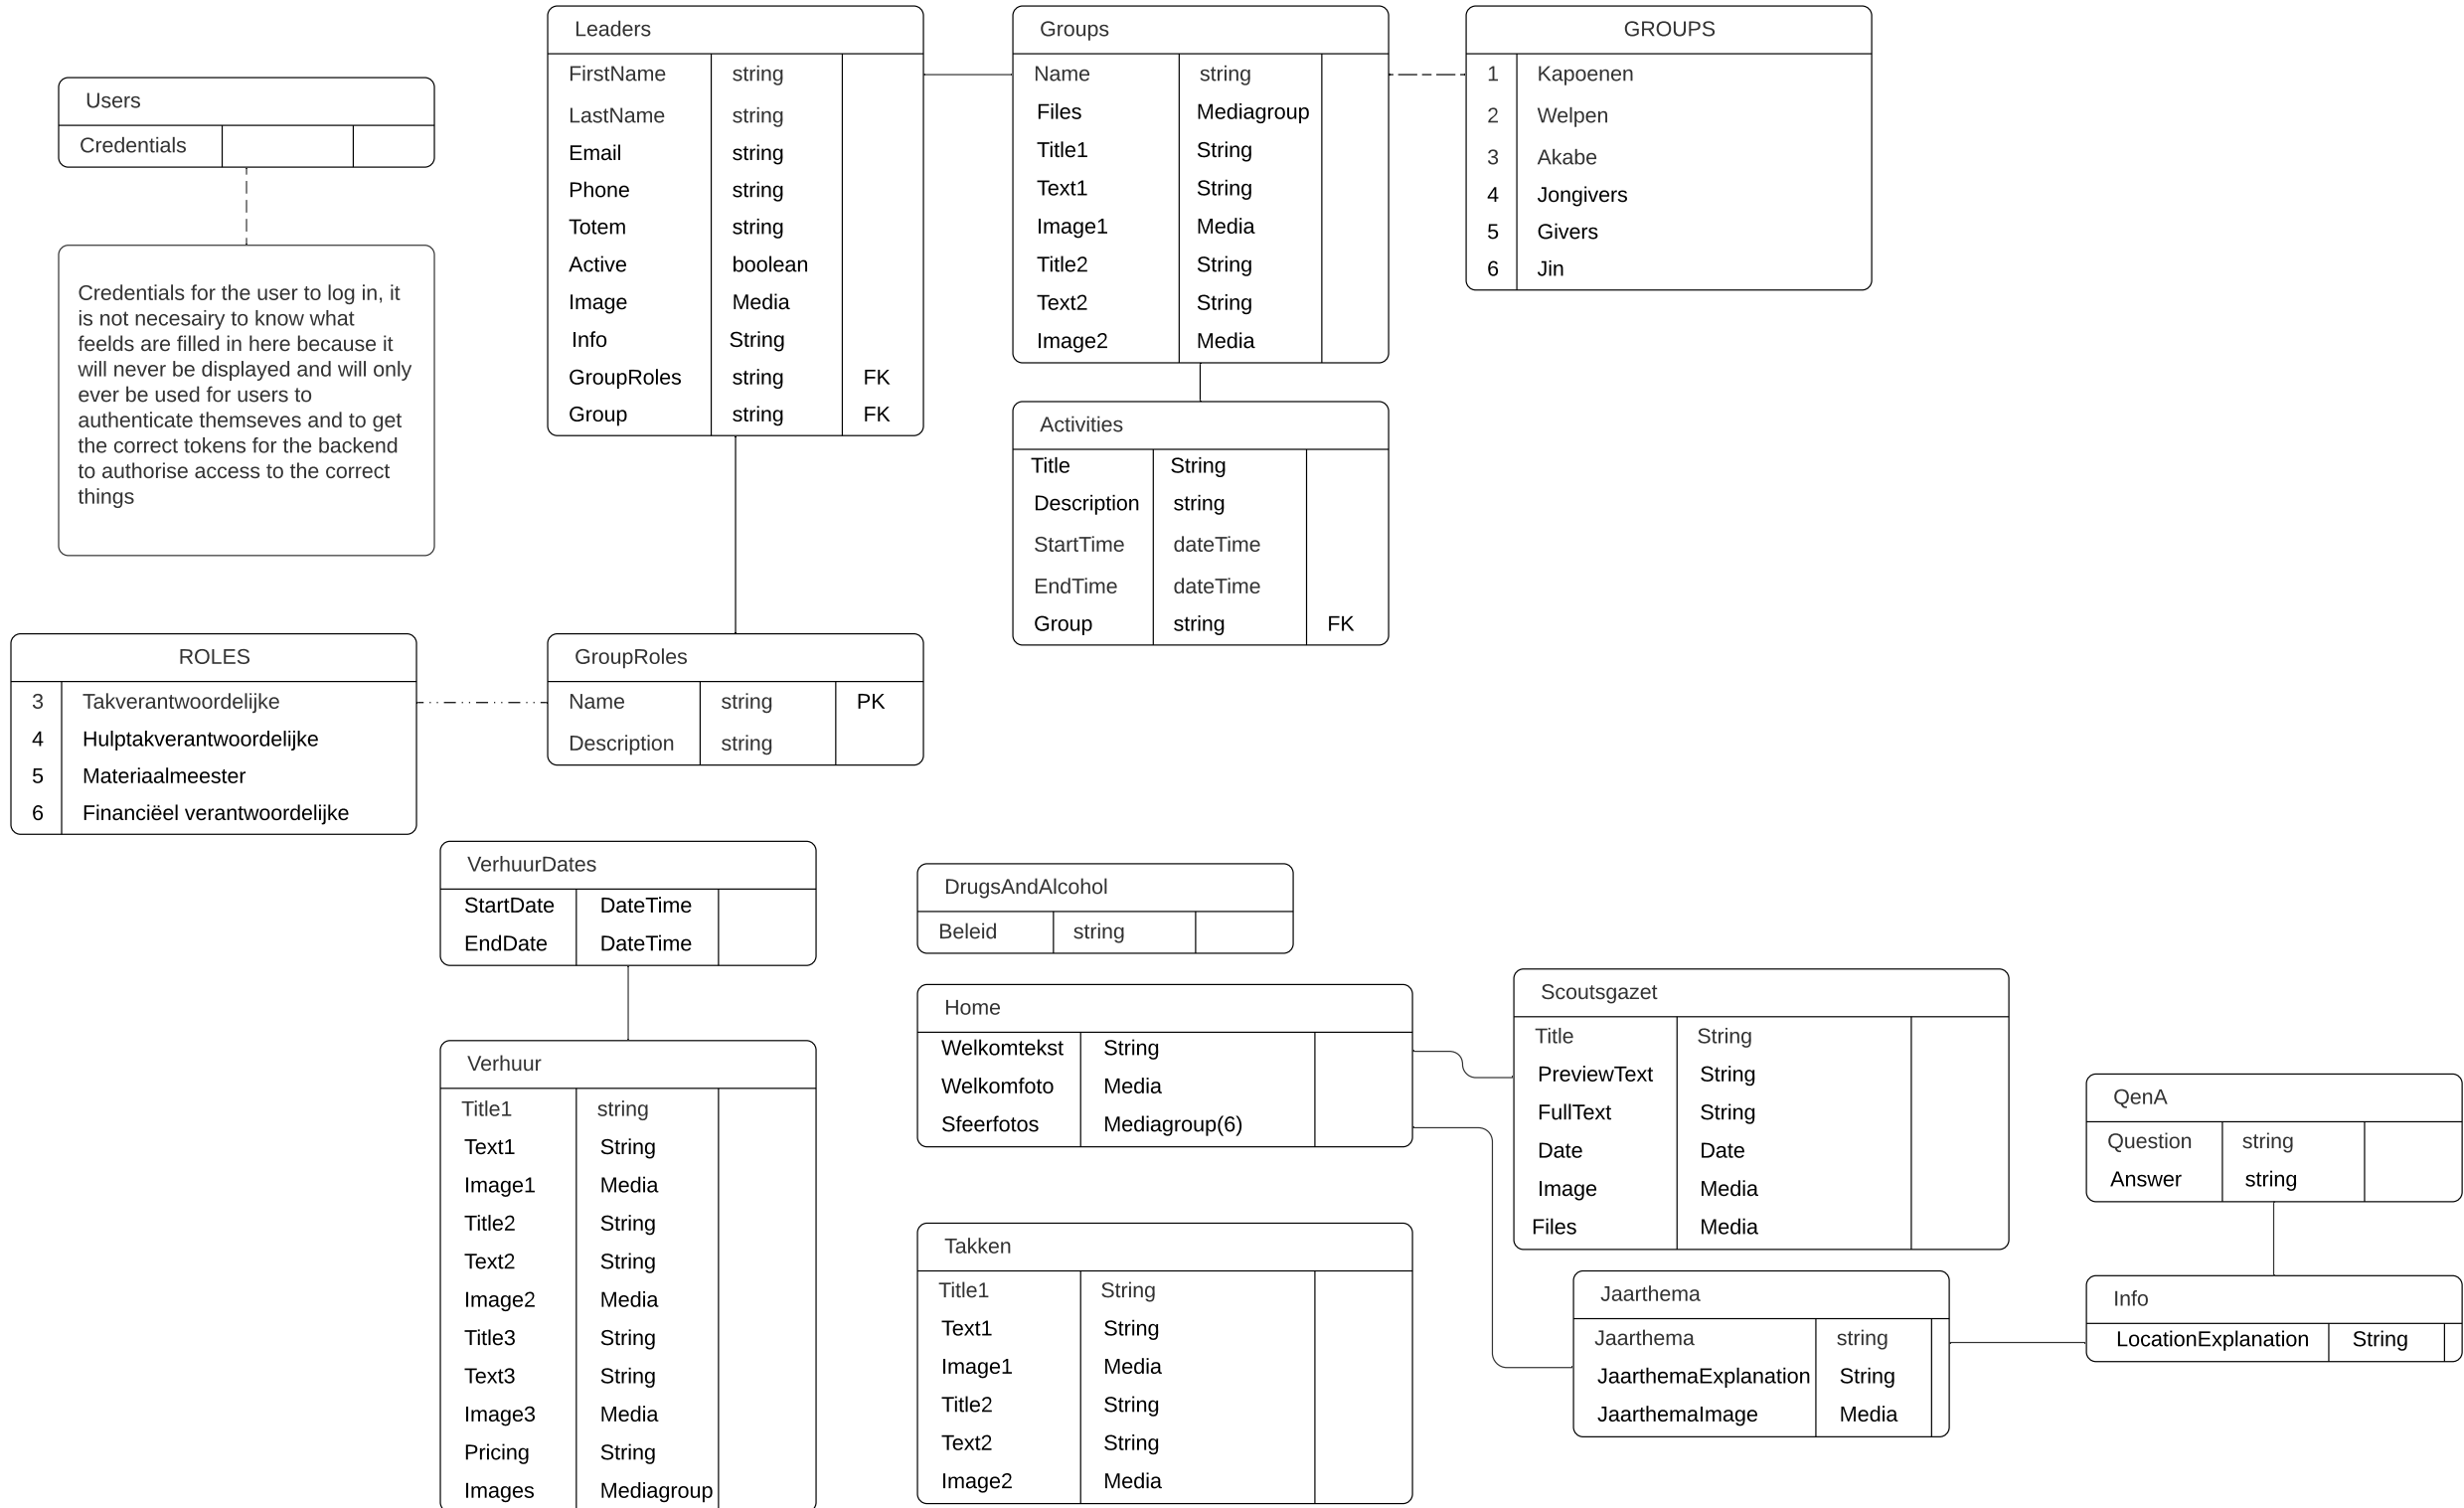 Users
Credentials
Credentials for the user to log in, it
is not necesairy to know what
feelds are filled in here because it
will never be displayed and will only
ever be used for users to
authenticate themseves and to get
the correct tokens for the backend
to authorise access to the correct
things
Leaders
FirstName string
LastName string
Email string
Phone string
Totem string
Active boolean
Image Media
Info String
GroupRoles string FK
Group string FK
Groups
Name string
Files Mediagroup
Title1 String
Text1 String
Image1 Media
Title2 String
Text2 String
Image2 Media
GROUPS
1 Kapoenen
2 Welpen
3 Akabe
4 Jongivers
5 Givers
6 Jin
Activities
Title String
Description string
StartTime dateTime
EndTime dateTime
Group string FK
ROLES
3 Takverantwoordelijke
4 Hulptakverantwoordelijke
5 Materiaalmeester
6 Financiëel verantwoordelijke
GroupRoles
Name string PK
Description string
VerhuurDates
StartDate DateTime
EndDate DateTime
Verhuur
Title1 string
Text1 String
Image1 Media
Title2 String
Text2 String
Image2 Media
Title3 String
Text3 String
Image3 Media
Pricing String
Images Mediagroup
DrugsAndAlcohol
Beleid string
Home
Welkomtekst String
Welkomfoto Media
Sfeerfotos Mediagroup(6)
Takken
Title1 String
Text1 String
Image1 Media
Title2 String
Text2 String
Image2 Media
Scoutsgazet
Title String
PreviewText String
FullText String
Date Date
Image Media
Files Media
Jaarthema
Jaarthema string
JaarthemaExplanation String
JaarthemaImage Media
QenA
Question string
Answer string
Info
LocationExplanation String